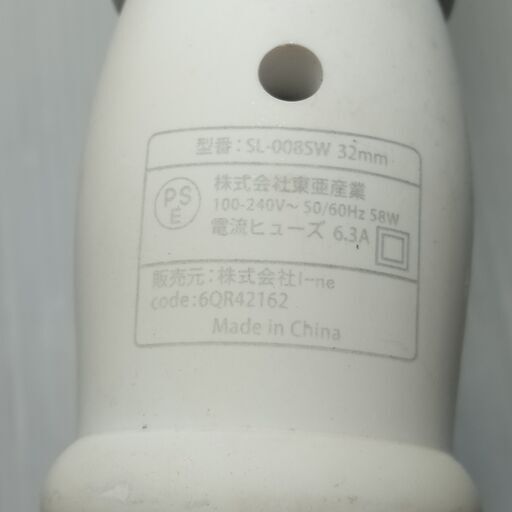 型番：SL-008SW 32mm
PS
E
株式会社東亜産業
100-240V～ 50/60Hz 58W
電流ヒューズ 6.3A
販売元：株式会社I-ne
code:6QR42162
Made in China